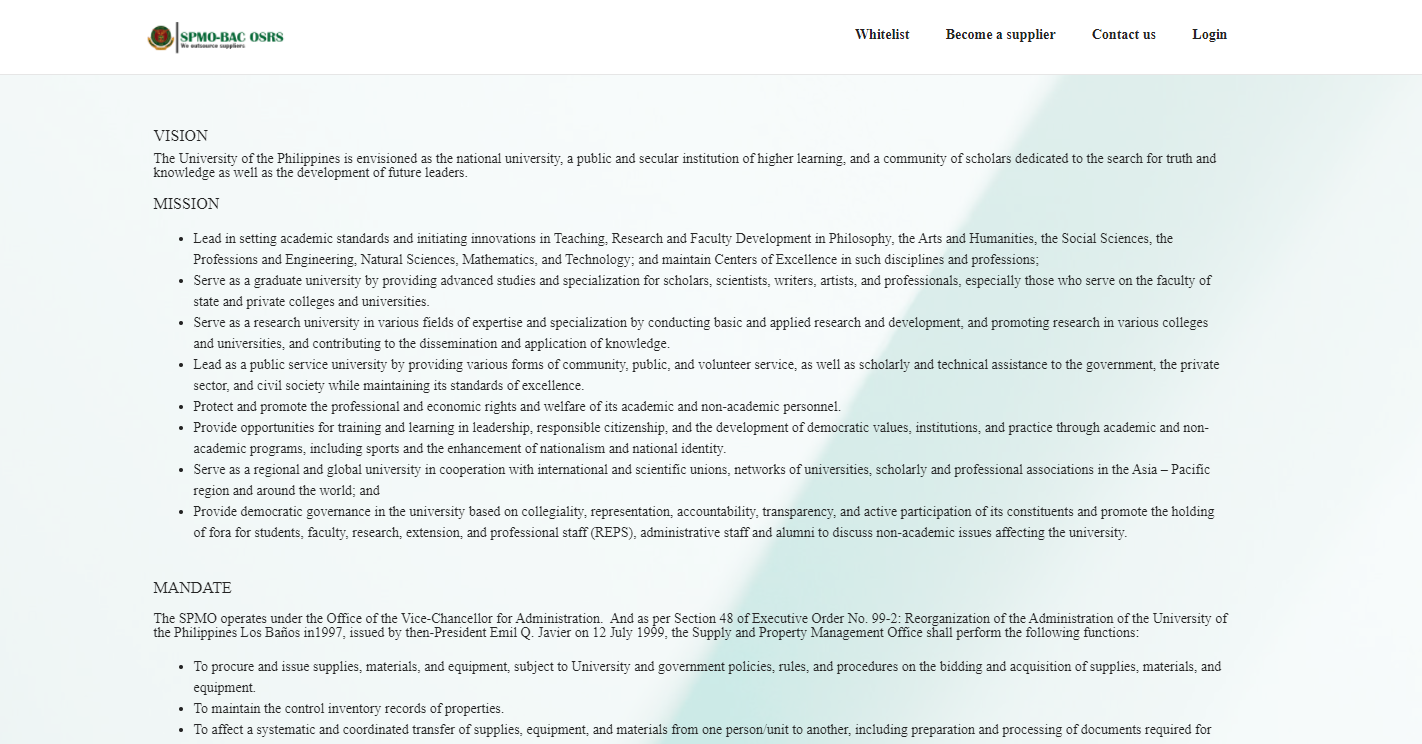 SPMO-BAC OSRS
We outsource suppliers
Whitelist
Become a supplier
Contact us
Login
VISION
The University of the Philippines is envisioned as the national university, a public and secular institution of higher learning, and a community of scholars dedicated to the search for truth and
knowledge as well as the development of future leaders.
MISSION
• Lead in setting academic standards and initiating innovations in Teaching, Research and Faculty Development in Philosophy, the Arts and Humanities, the Social Sciences, the
Professions and Engineering, Natural Sciences, Mathematics, and Technology; and maintain Centers of Excellence in such disciplines and professions;
• Serve as a graduate university by providing advanced studies and specialization for scholars, scientists, writers, artists, and professionals, especially those who serve on the faculty of
state and private colleges and universities.
• Serve as a research university in various fields of expertise and specialization by conducting basic and applied research and development, and promoting research in various colleges
and universities, and contributing to the dissemination and application of knowledge.
• Lead as a public service university by providing various forms of community, public, and volunteer service, as well as scholarly and technical assistance to the government, the private
sector, and civil society while maintaining its standards of excellence.
• Protect and promote the professional and economic rights and welfare of its academic and non-academic personnel.
• Provide opportunities for training and learning in leadership, responsible citizenship, and the development of democratic values, institutions, and practice through academic and non-
academic programs, including sports and the enhancement of nationalism and national identity.
• Serve as a regional and global university in cooperation with international and scientific unions, networks of universities, scholarly and professional associations in the Asia – Pacific
region and around the world; and
• Provide democratic governance in the university based on collegiality, representation, accountability, transparency, and active participation of its constituents and promote the holding
of fora for students, faculty, research, extension, and professional staff (REPS), administrative staff and alumni to discuss non-academic issues affecting the university.
MANDATE
The SPMO operates under the Office of the Vice-Chancellor for Administration.  And as per Section 48 of Executive Order No. 99-2: Reorganization of the Administration of the University of
the Philippines Los Baños in1997, issued by then-President Emil Q. Javier on 12 July 1999, the Supply and Property Management Office shall perform the following functions:
• To procure and issue supplies, materials, and equipment, subject to University and government policies, rules, and procedures on the bidding and acquisition of supplies, materials, and
equipment.
• To maintain the control inventory records of properties.
• To affect a systematic and coordinated transfer of supplies, equipment, and materials from one person/unit to another, including preparation and processing of documents required for